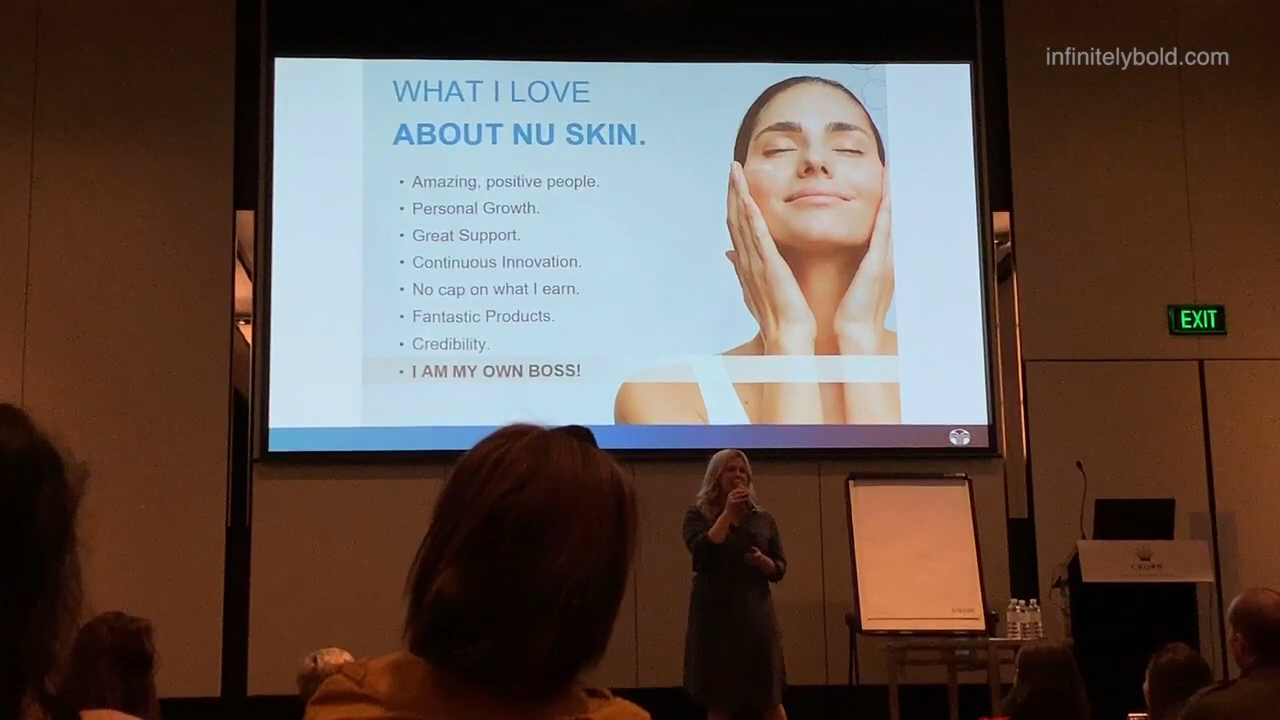 infinitelybold.com
WHAT I LOVE
ABOUT NU SKIN.
• Amazing, positive people.
• Personal Growth.
• Great Support.
• Continuous Innovation.
• No cap on what I earn.
• Fantastic Products.
• Credibility.
• I AM MY OWN BOSS!
EXIT
CROWN